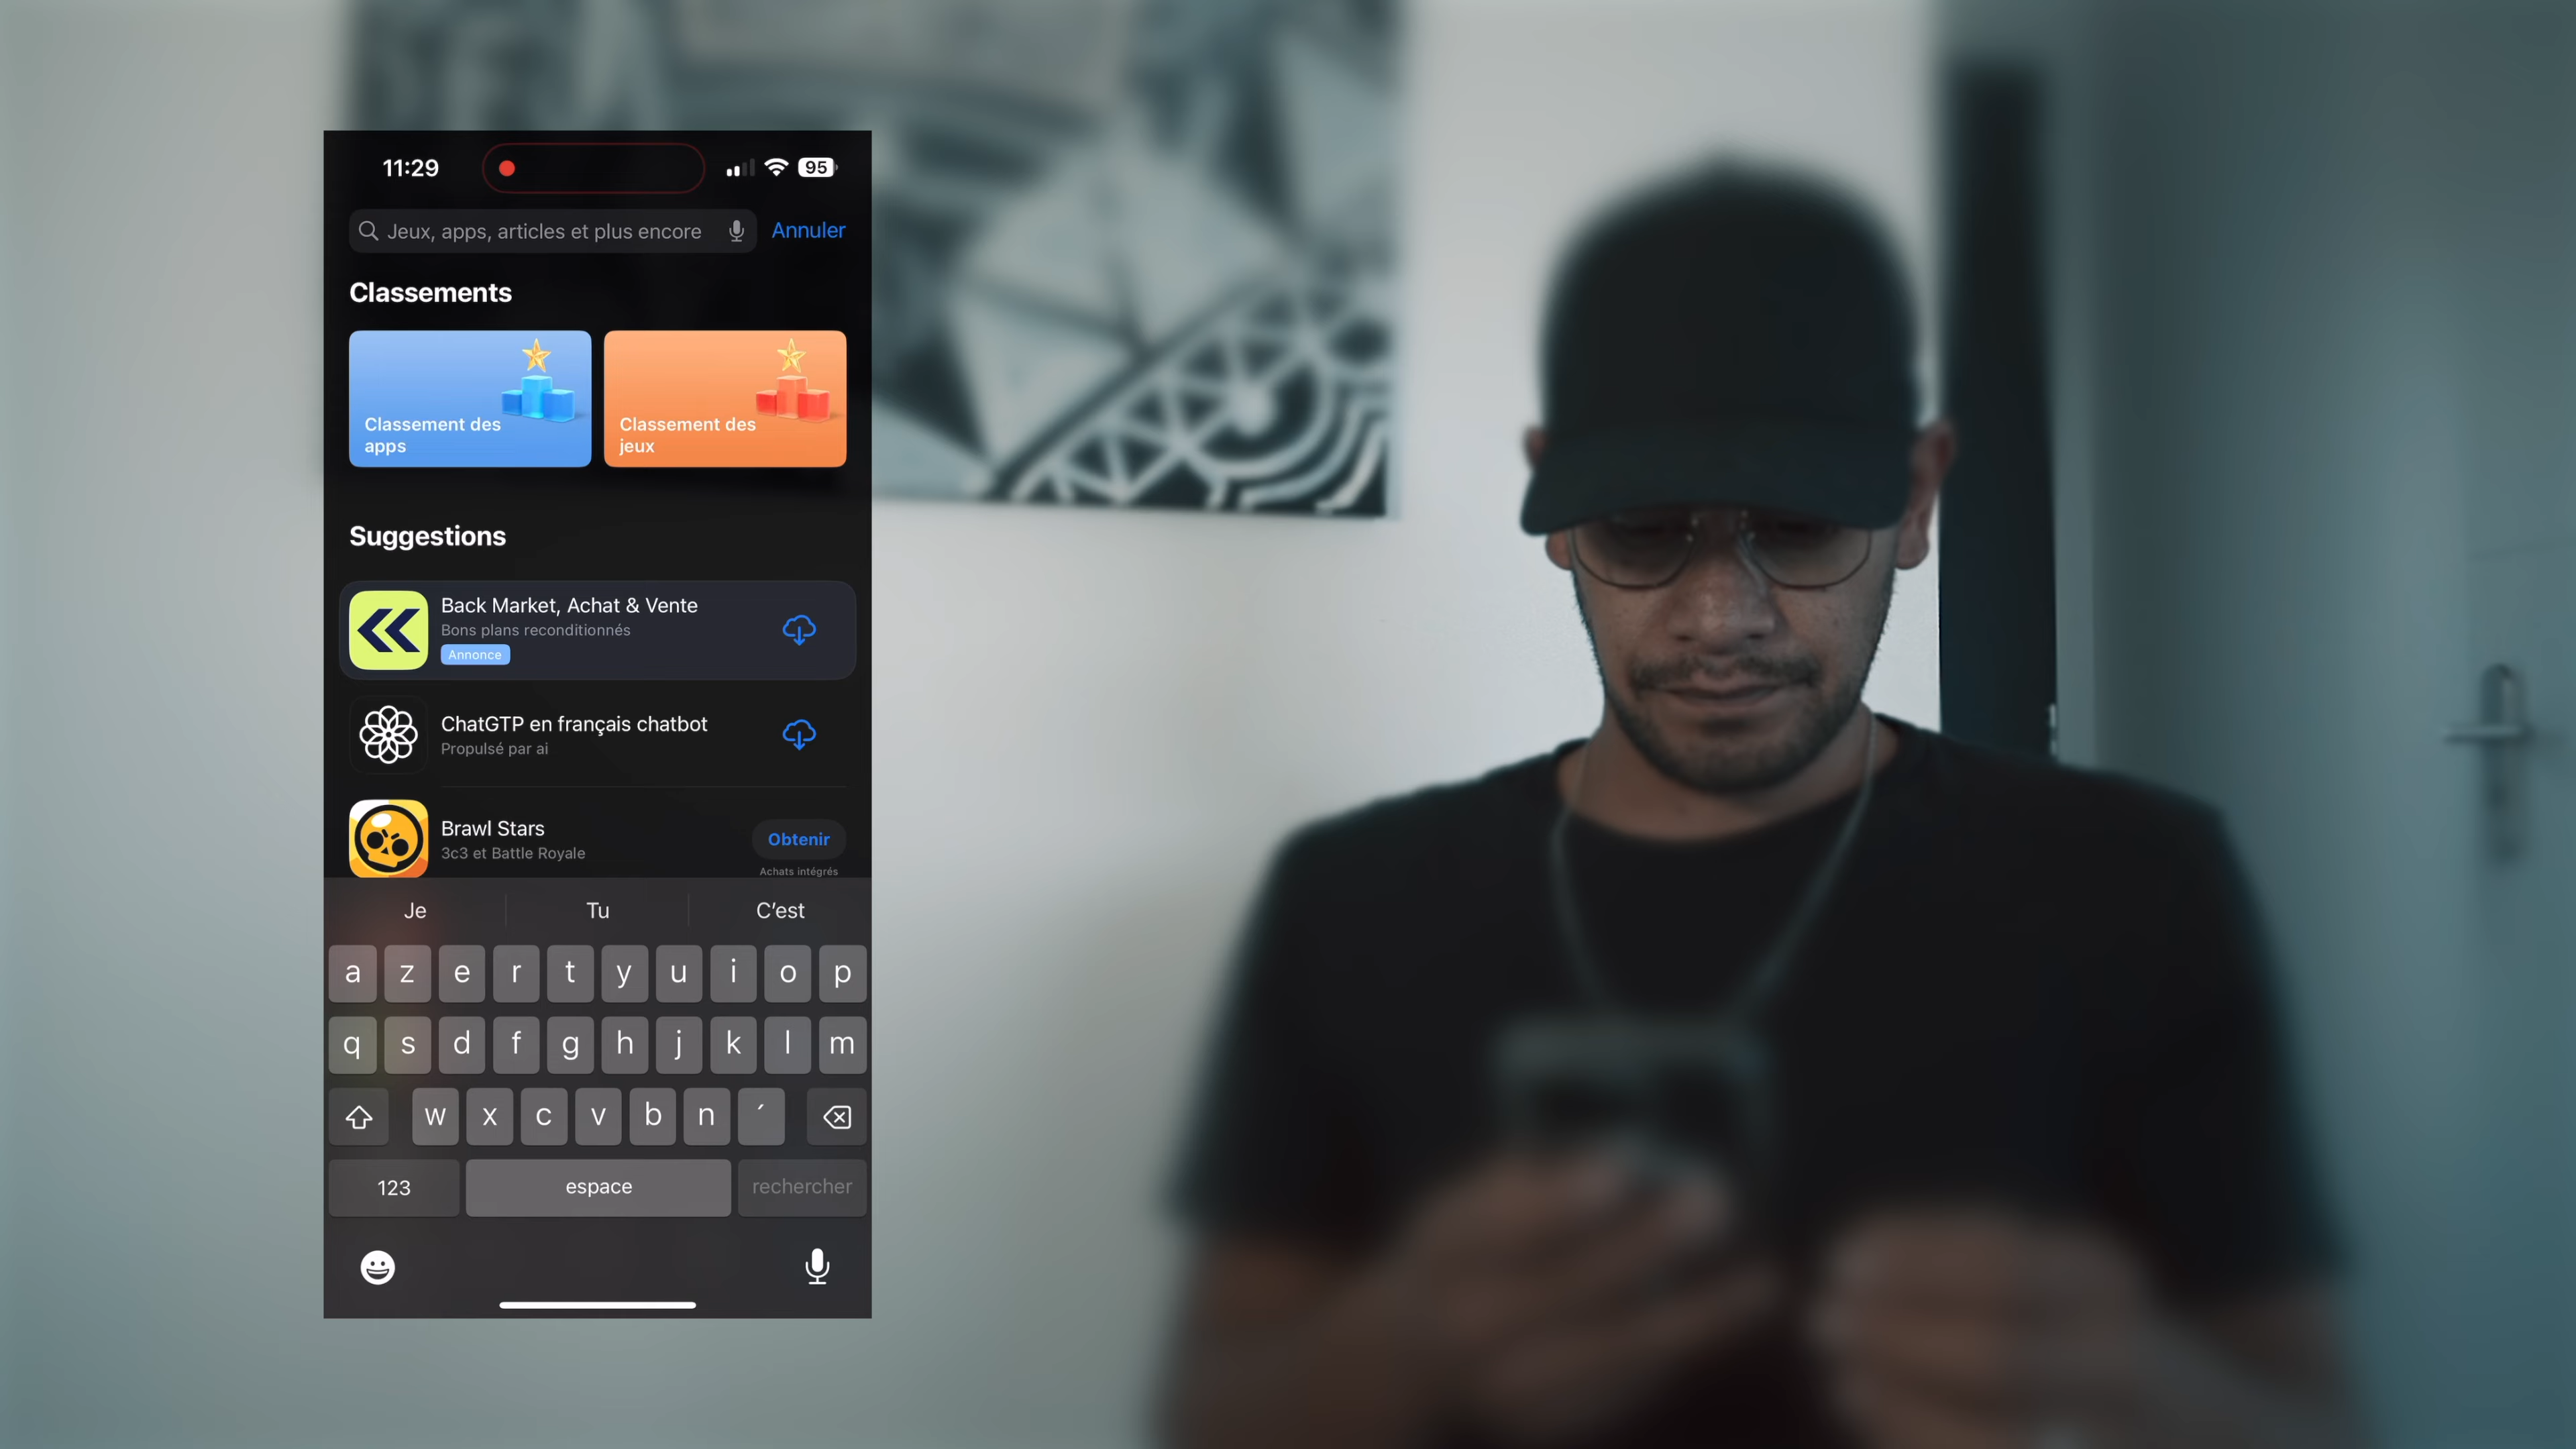 11:29
95
Jeux, apps, articles et plus encore
Annuler
Classements
Classement des
apps
Classement des
jeux
Suggestions
Back Market, Achat & Vente
Bons plans reconditionnés
Annonce
ChatGTP en français chatbot
Propulsé par ai
Brawl Stars
3c3 et Battle Royale
Obtenir
Achats intégrés
Je Tu C'est
a z e r t y u i o p
q s d f g h j k l m
w x c v b n ´
123 espace rechercher